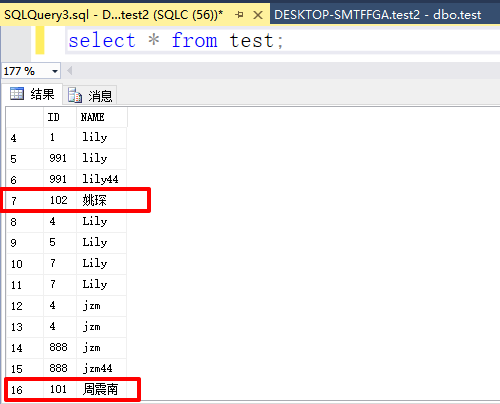 SQLQuery3.sql - D...test2 (SQLC (56))* DESKTOP-SMTFFGA.test2 - dbo.test
select * from test;
177 %
结果 消息
ID NAME
4 1 lily
5 991 lily
6 991 lily44
7 102 姚琛
8 4 Lily
9 5 Lily
10 7 Lily
11 7 Lily
12 4 jzm
13 4 jzm
14 888 jzm
15 888 jzm44
16 101 周震南